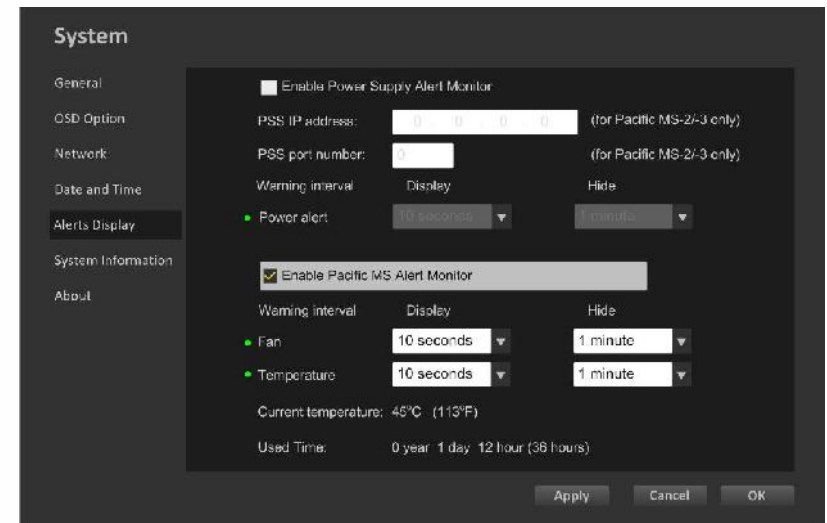 System
General
OSD Option
Network
Date and Time
Alerts Display
System Information
About
Enable Power Supply Alert Monitor
PSS IP address: 0 . 0 . 0 . 0 (for Pacific MS-2/-3 only)
PSS port number: 0 (for Pacific MS-2/-3 only)
Warning interval Display Hide
Power alert 10 seconds 1 minute
Enable Pacific MS Alert Monitor
Warning interval Display Hide
Fan 10 seconds 1 minute
Temperature 10 seconds 1 minute
Current temperature: 45°C (113°F)
Used Time: 0 year 1 day 12 hour (36 hours)
Apply Cancel OK